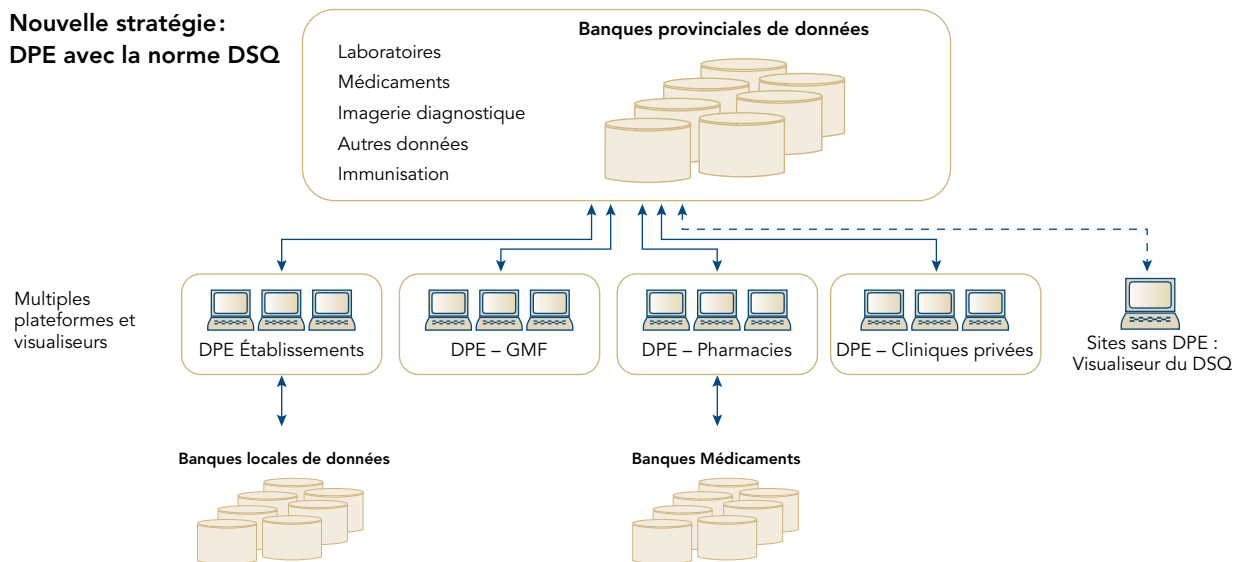 Nouvelle stratégie:
DPE avec la norme DSQ
Banques provinciales de données
Laboratoires
Médicaments
Imagerie diagnostique
Autres données
Immunisation
Multiples
plateformes et
visualiseurs
DPE Établissements
DPE – GMF
DPE – Pharmacies
DPE – Cliniques privées
Sites sans DPE :
Visualiseur du DSQ
Banques locales de données
Banques Médicaments